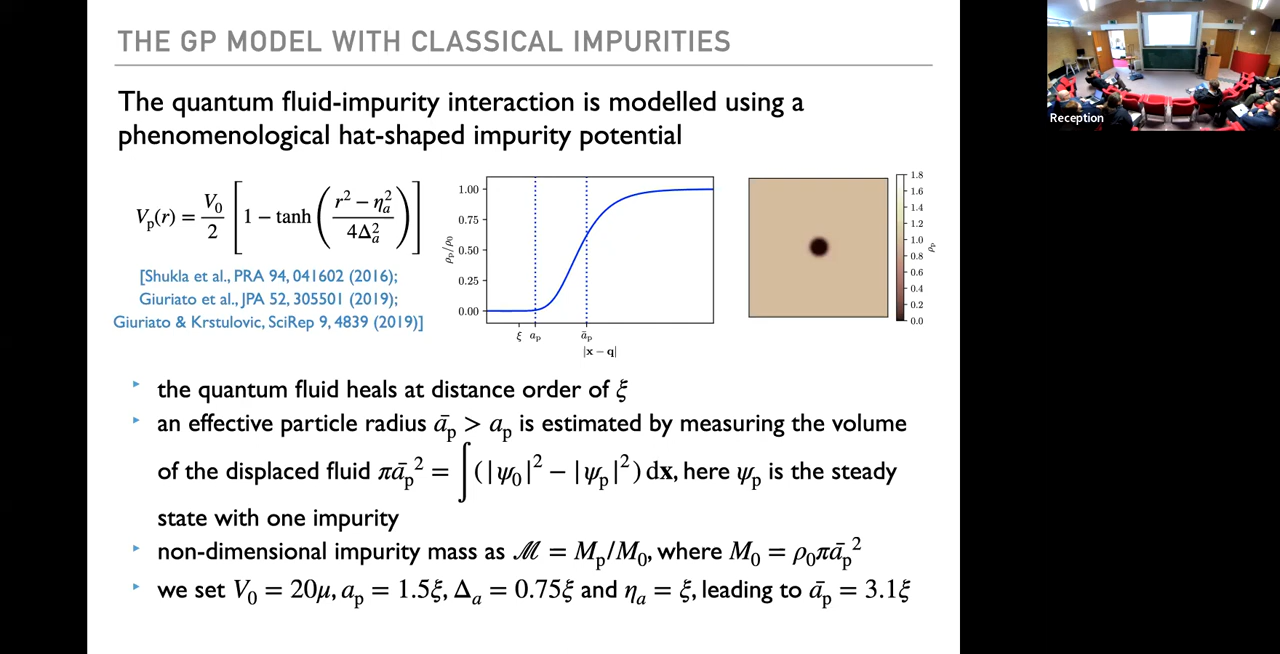 THE GP MODEL WITH CLASSICAL IMPURITIES
The quantum fluid-impurity interaction is modelled using a
phenomenological hat-shaped impurity potential
V_p(r) = V_0/2 [1 − tanh((r² − η_a²)/(4Δ_a²))]
[Shukla et al., PRA 94, 041602 (2016);
Giuriato et al., JPA 52, 305501 (2019);
Giuriato & Krstulovic, SciRep 9, 4839 (2019)]
1.00
0.75
0.50
0.25
0.00
ρ_p/ρ_0
ξ a_p ā_p
|x − q|
1.8
1.6
1.4
1.2
1.0
0.8
0.6
0.4
0.2
0.0
ρ_p
‣ the quantum fluid heals at distance order of ξ
‣ an effective particle radius ā_p > a_p is estimated by measuring the volume
of the displaced fluid πā_p² = ∫(|ψ_0|² − |ψ_p|²) dx, here ψ_p is the steady
state with one impurity
‣ non-dimensional impurity mass as ℳ = M_p/M_0, where M_0 = ρ_0πā_p²
‣ we set V_0 = 20μ, a_p = 1.5ξ, Δ_a = 0.75ξ and η_a = ξ, leading to ā_p = 3.1ξ
Reception